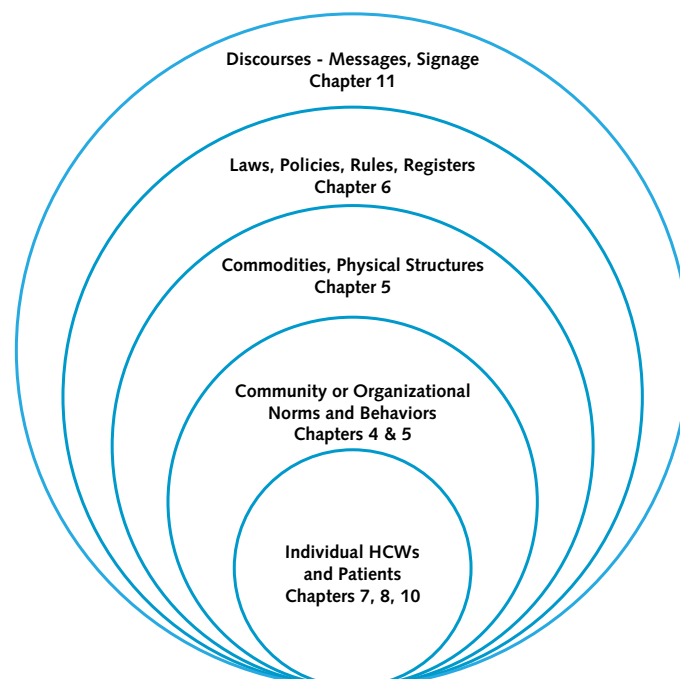 Discourses - Messages, Signage
Chapter 11
Laws, Policies, Rules, Registers
Chapter 6
Commodities, Physical Structures
Chapter 5
Community or Organizational
Norms and Behaviors
Chapters 4 & 5
Individual HCWs
and Patients
Chapters 7, 8, 10